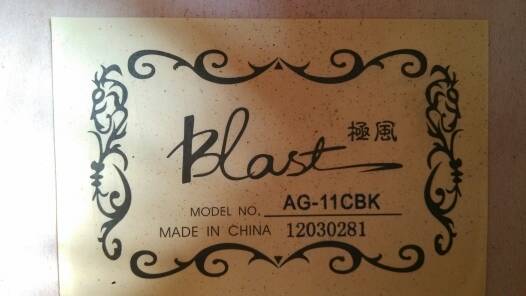 Blast 極風
MODEL NO. AG-11CBK
MADE IN CHINA 12030281